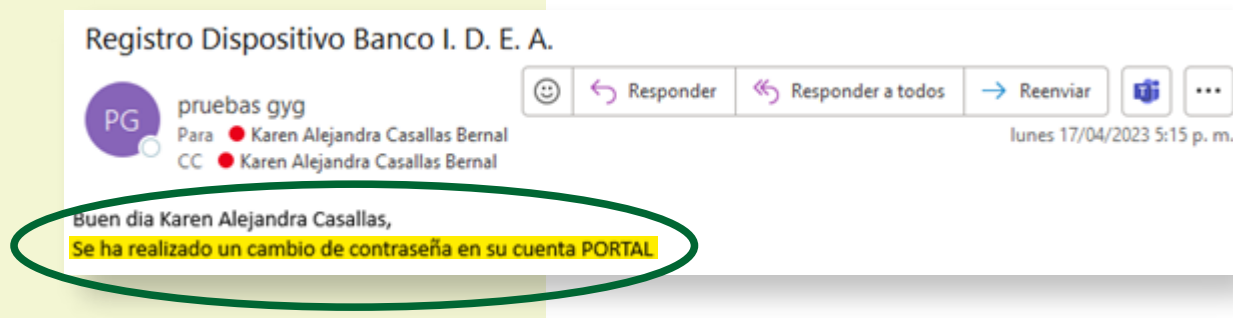 Registro Dispositivo Banco I. D. E. A.
PG
pruebas gyg
Responder
Responder a todos
Reenviar
Para Karen Alejandra Casallas Bernal
lunes 17/04/2023 5:15 p. m.
CC Karen Alejandra Casallas Bernal
Buen dia Karen Alejandra Casallas,
Se ha realizado un cambio de contraseña en su cuenta PORTAL